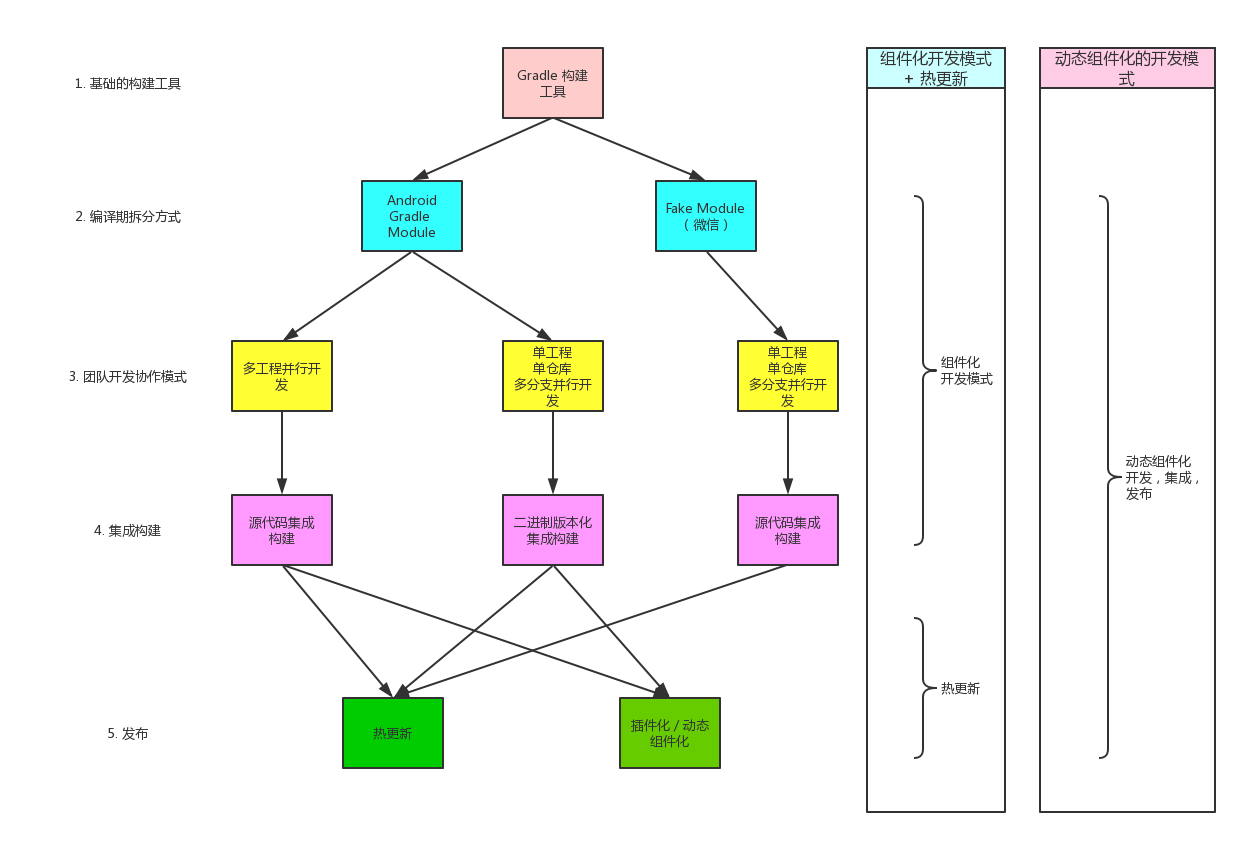 组件化开发模式
+ 热更新
动态组件化的开发模
式
1. 基础的构建工具
Gradle 构建
工具
2. 编译期拆分方式
Android
Gradle
Module
Fake Module
( 微信 )
3. 团队开发协作模式
多工程并行开
发
单工程
单仓库
多分支并行开
发
单工程
单仓库
多分支并行开
发
组件化
开发模式
动态组件化
开发 , 集成 ,
发布
4. 集成构建
源代码集成
构建
二进制版本化
集成构建
源代码集成
构建
热更新
5. 发布
热更新
插件化 / 动态
组件化